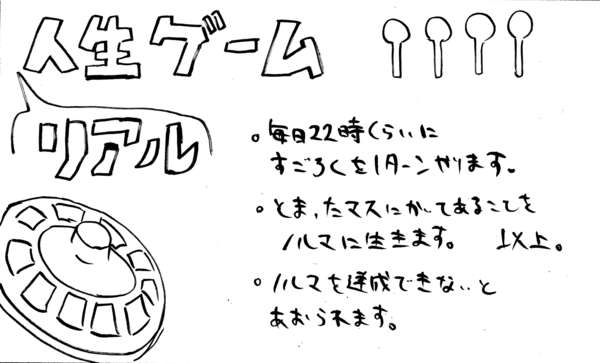 人生ゲーム
リアル
。毎日22時くらいに
すごろくを1ターンやります。
。とまったマスにかいてあることを
ノルマに生きます。 以上。
。ノルマを達成できないと
あおられます。